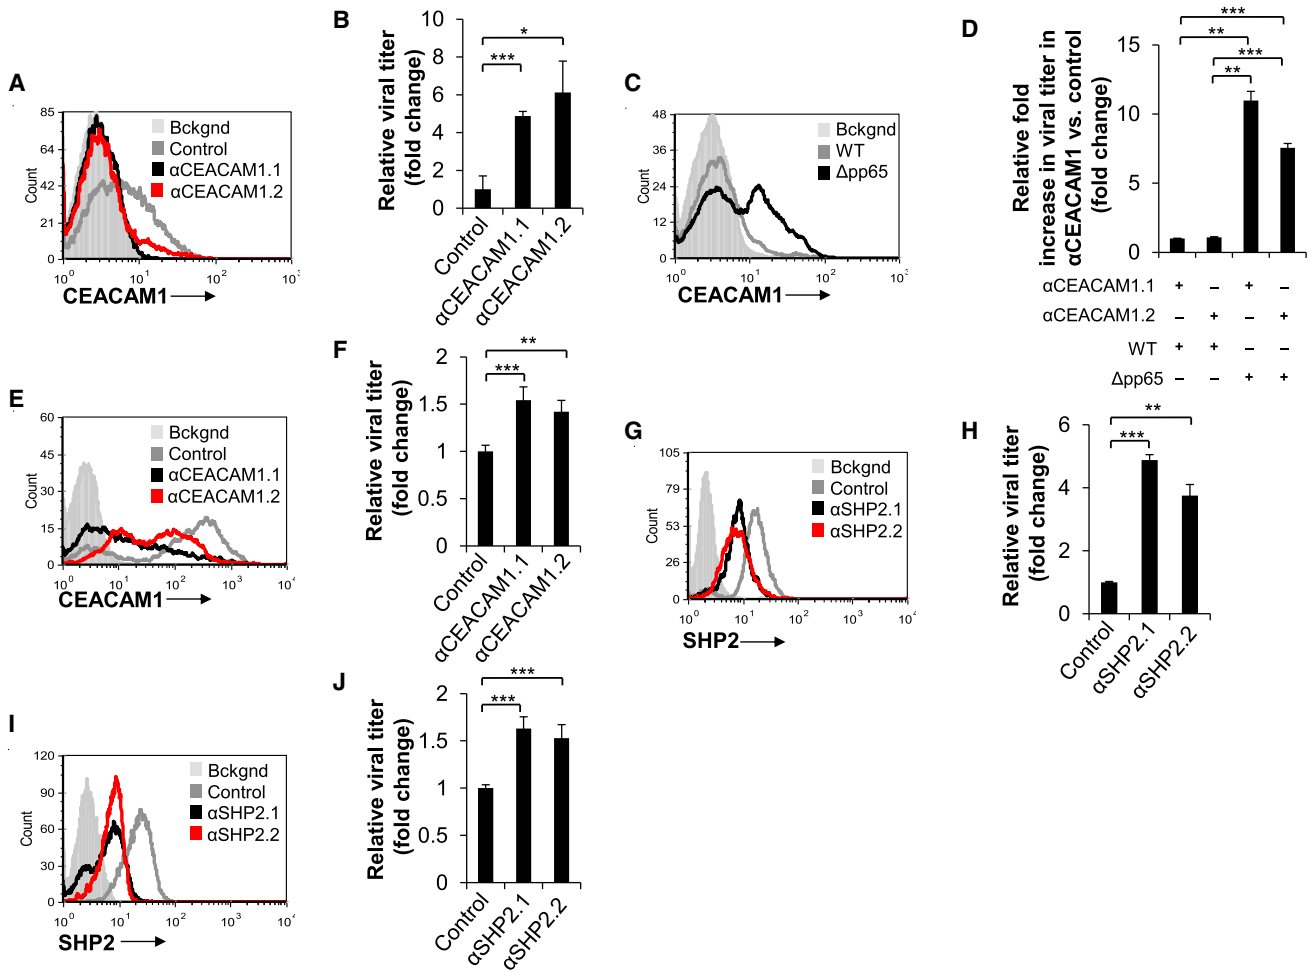 A
85
64
42
21
0
Count
10⁰
10¹
10²
10³
CEACAM1
Bckgnd
Control
αCEACAM1.1
αCEACAM1.2
B
Relative viral titer
(fold change)
10
8
6
4
2
0
*
***
Control
αCEACAM1.1
αCEACAM1.2
C
48
36
24
12
0
Count
10⁰
10¹
10²
10³
CEACAM1
Bckgnd
WT
Δpp65
D
Relative fold
increase in viral titer in
αCEACAM1 vs. control
(fold change)
15
10
5
0
***
**
***
**
αCEACAM1.1 + – + –
αCEACAM1.2 – + – +
WT + + – –
Δpp65 – – + +
E
60
45
30
15
0
Count
10⁰
10¹
10²
10³
10⁴
CEACAM1
Bckgnd
Control
αCEACAM1.1
αCEACAM1.2
F
Relative viral titer
(fold change)
2
1.5
1
0.5
0
**
***
Control
αCEACAM1.1
αCEACAM1.2
G
105
79
53
26
0
Count
10⁰
10¹
10²
10³
10⁴
SHP2
Bckgnd
Control
αSHP2.1
αSHP2.2
H
Relative viral titer
(fold change)
6
4
2
0
**
***
Control
αSHP2.1
αSHP2.2
I
120
90
60
30
0
Count
10⁰
10¹
10²
10³
10⁴
SHP2
Bckgnd
Control
αSHP2.1
αSHP2.2
J
Relative viral titer
(fold change)
2
1.5
1
0.5
0
***
***
Control
αSHP2.1
αSHP2.2